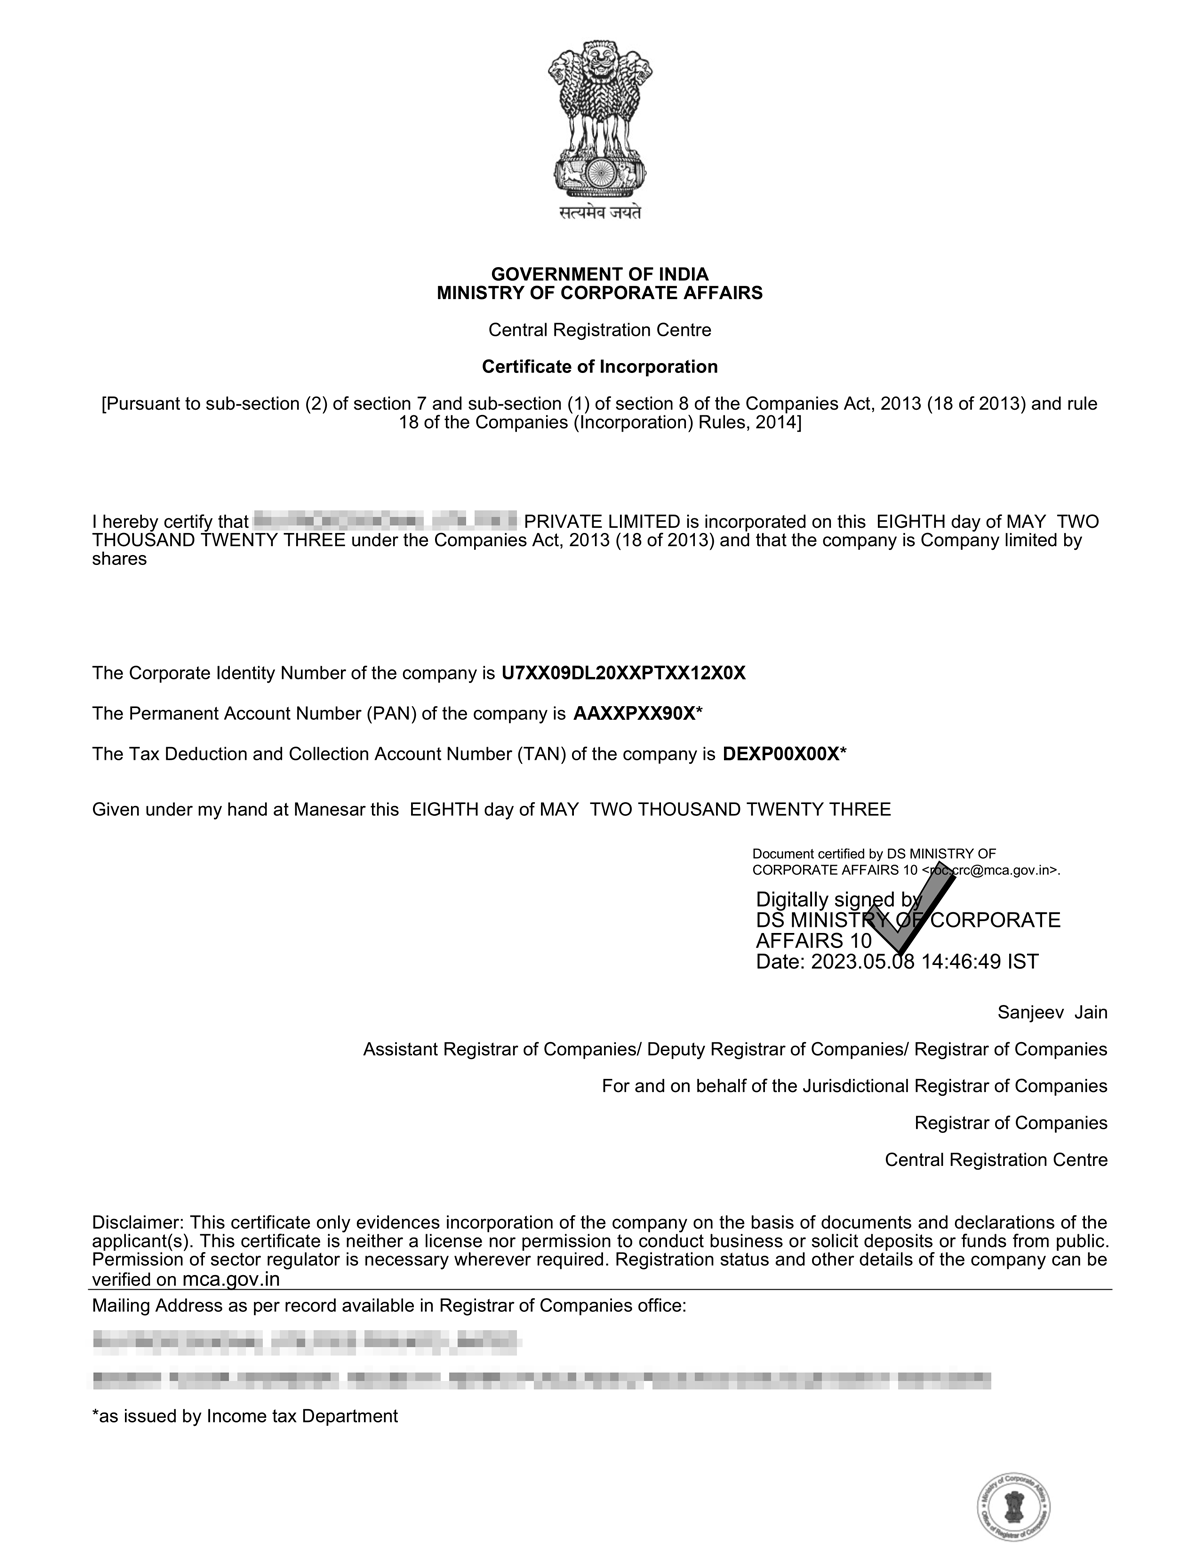 सत्यमेव जयते
GOVERNMENT OF INDIA
MINISTRY OF CORPORATE AFFAIRS
Central Registration Centre
Certificate of Incorporation
[Pursuant to sub-section (2) of section 7 and sub-section (1) of section 8 of the Companies Act, 2013 (18 of 2013) and rule
18 of the Companies (Incorporation) Rules, 2014]
I hereby certify that PRIVATE LIMITED is incorporated on this EIGHTH day of MAY TWO
THOUSAND TWENTY THREE under the Companies Act, 2013 (18 of 2013) and that the company is Company limited by
shares
The Corporate Identity Number of the company is U7XX09DL20XXPTXX12X0X
The Permanent Account Number (PAN) of the company is AAXXPXX90X*
The Tax Deduction and Collection Account Number (TAN) of the company is DEXP00X00X*
Given under my hand at Manesar this EIGHTH day of MAY TWO THOUSAND TWENTY THREE
Document certified by DS MINISTRY OF
CORPORATE AFFAIRS 10 <roc.crc@mca.gov.in>.
Digitally signed by
DS MINISTRY OF CORPORATE
AFFAIRS 10
Date: 2023.05.08 14:46:49 IST
Sanjeev Jain
Assistant Registrar of Companies/ Deputy Registrar of Companies/ Registrar of Companies
For and on behalf of the Jurisdictional Registrar of Companies
Registrar of Companies
Central Registration Centre
Disclaimer: This certificate only evidences incorporation of the company on the basis of documents and declarations of the
applicant(s). This certificate is neither a license nor permission to conduct business or solicit deposits or funds from public.
Permission of sector regulator is necessary wherever required. Registration status and other details of the company can be
verified on mca.gov.in
Mailing Address as per record available in Registrar of Companies office:
*as issued by Income tax Department
Ministry of Corporate Affairs
Office of Registrar of Companies